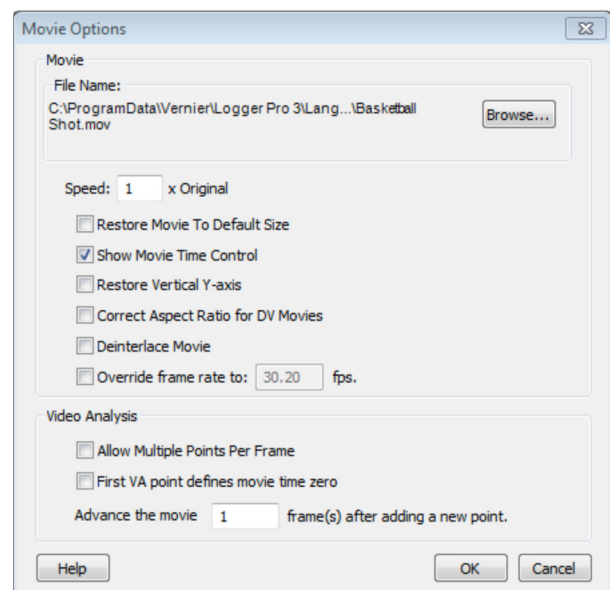 Movie Options
Movie
File Name:
C:\ProgramData\Vernier\Logger Pro 3\Lang...\Basketball
Shot.mov
Browse...
Speed: 1 x Original
Restore Movie To Default Size
Show Movie Time Control
Restore Vertical Y-axis
Correct Aspect Ratio for DV Movies
Deinterlace Movie
Override frame rate to: 30.20 fps.
Video Analysis
Allow Multiple Points Per Frame
First VA point defines movie time zero
Advance the movie 1 frame(s) after adding a new point.
Help OK Cancel